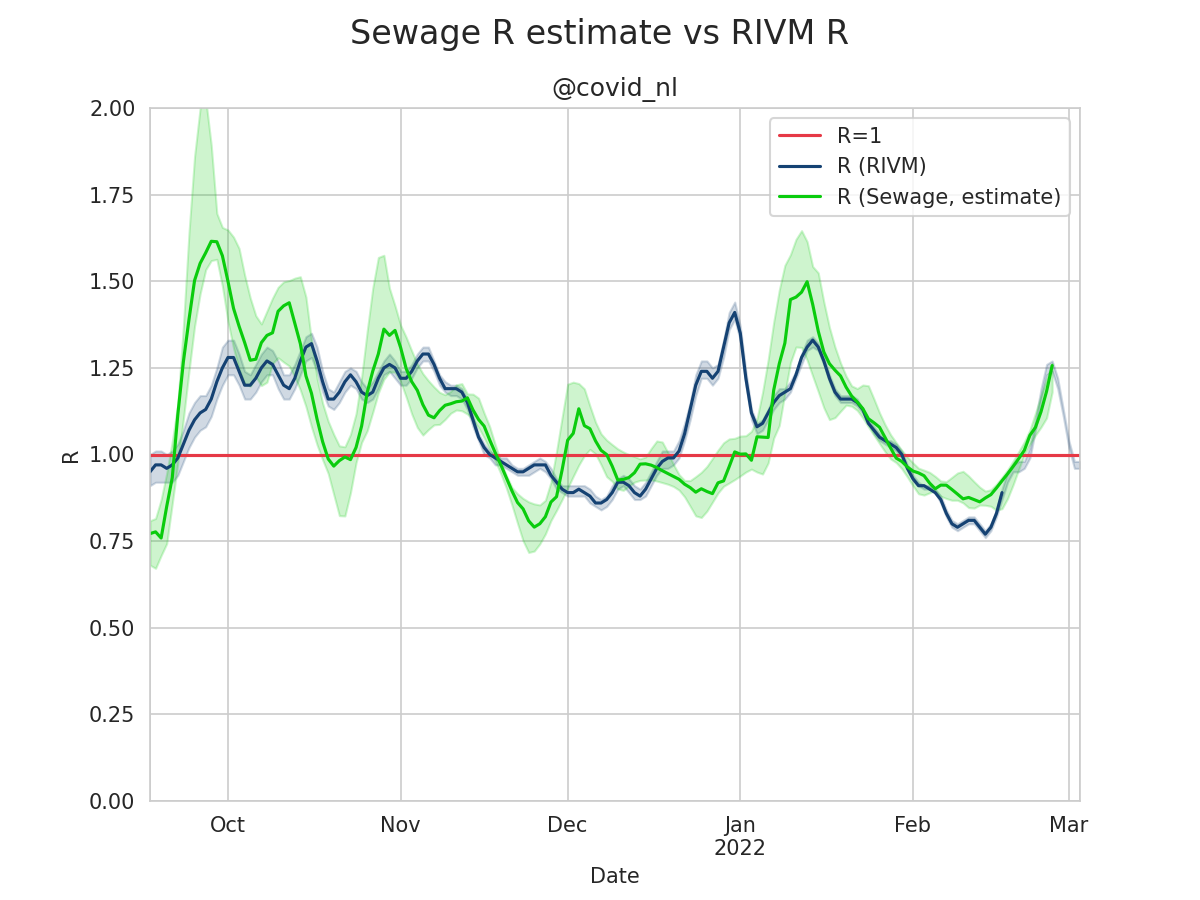 Sewage R estimate vs RIVM R
@covid_nl
R=1
R (RIVM)
R (Sewage, estimate)
2.00
1.75
1.50
1.25
1.00
0.75
0.50
0.25
0.00
R
Oct
Nov
Dec
Jan
2022
Feb
Mar
Date